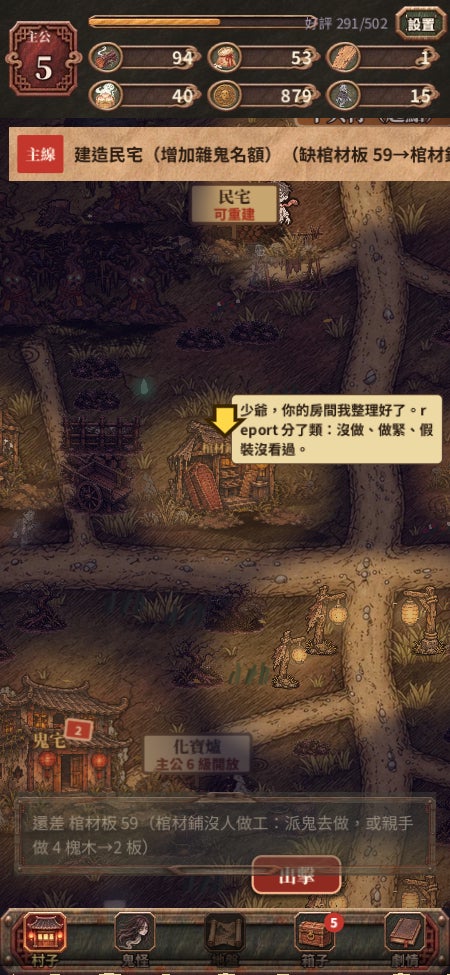 主公
5
好評 291/502
設置
94
53
1
40
879
15
主線
建造民宅（增加雜鬼名額）（缺棺材板 59→棺材
民宅
可重建
少爺，你的房間我整理好了。r
eport 分了類：沒做、做緊、假
裝沒看過。
鬼宅
2
化寶爐
主公 6 級開放
還差 棺材板 59（棺材鋪沒人做工：派鬼去做，或親手
做 4 槐木→2 板）
出擊
村子
鬼怪
地盤
5
箱子
劇情